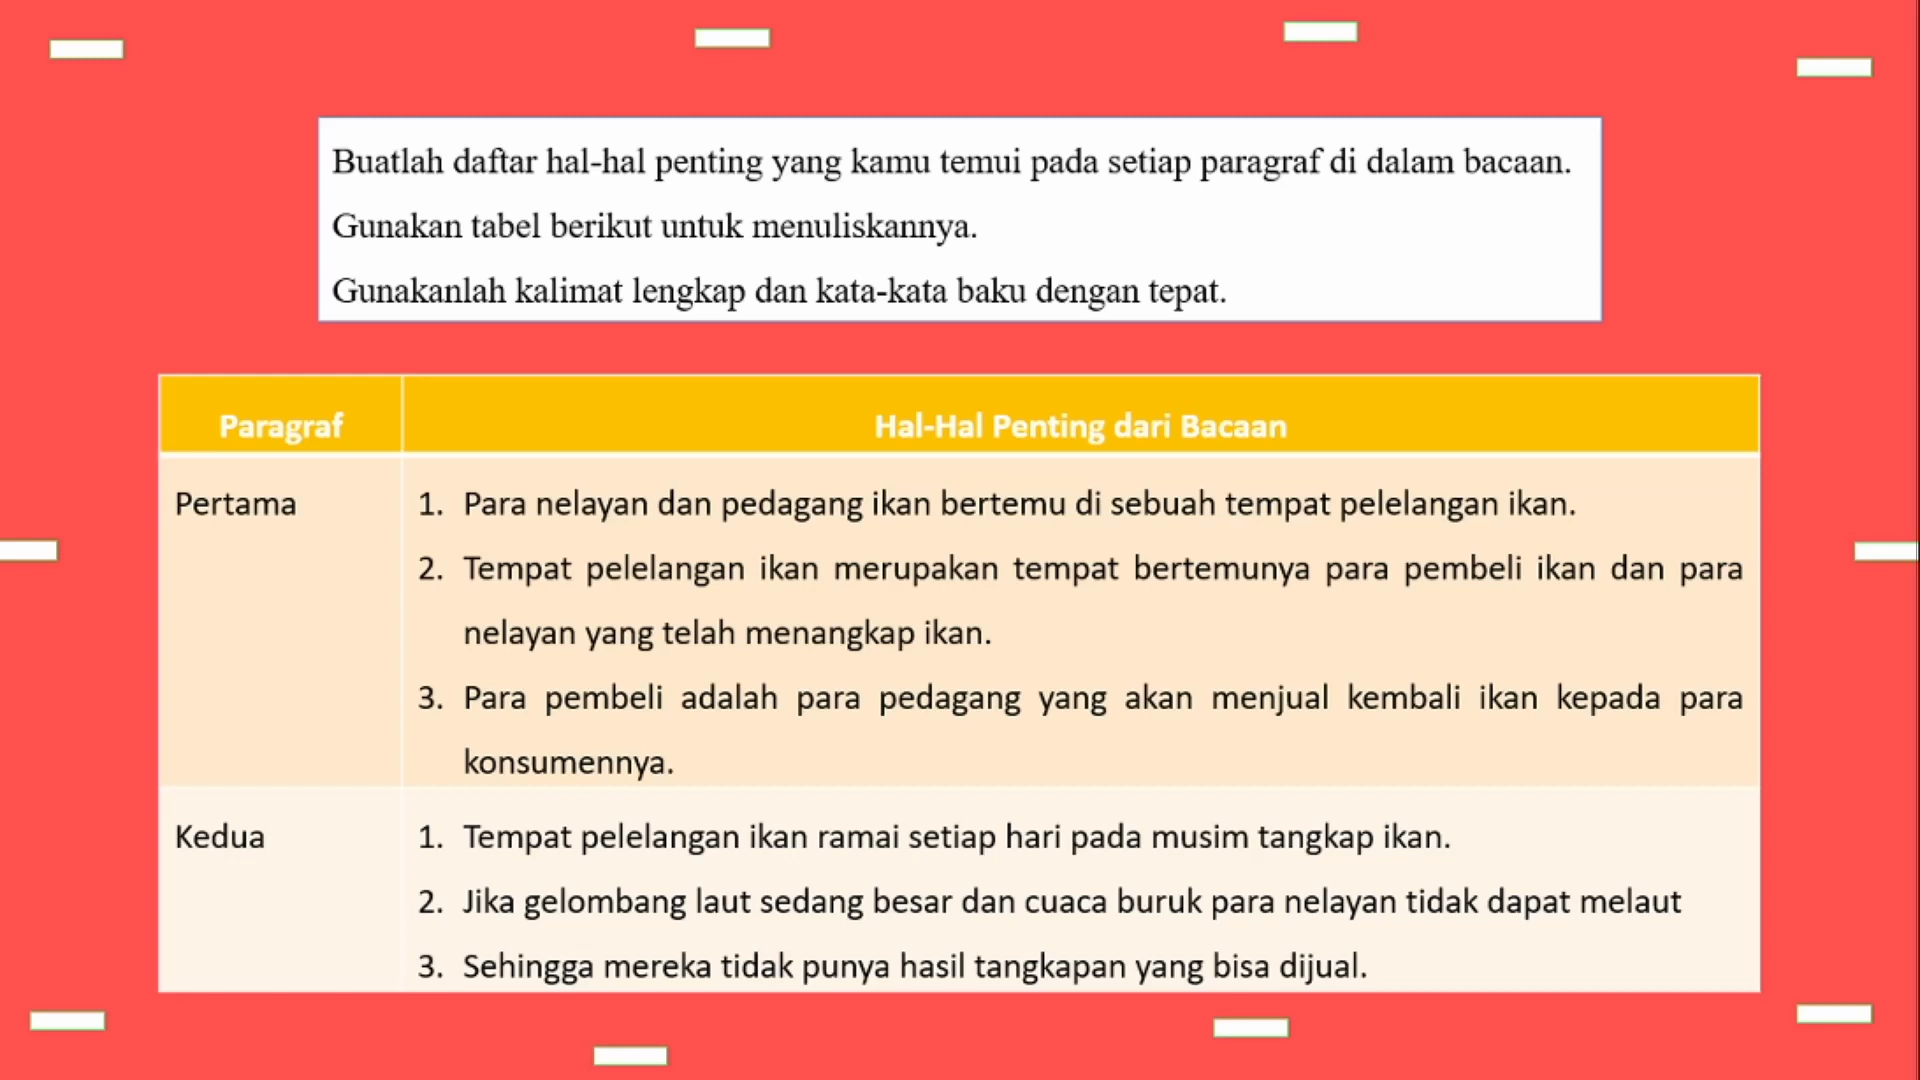 Buatlah daftar hal-hal penting yang kamu temui pada setiap paragraf di dalam bacaan.
Gunakan tabel berikut untuk menuliskannya.
Gunakanlah kalimat lengkap dan kata-kata baku dengan tepat.
Paragraf
Hal-Hal Penting dari Bacaan
Pertama
1. Para nelayan dan pedagang ikan bertemu di sebuah tempat pelelangan ikan.
2. Tempat pelelangan ikan merupakan tempat bertemunya para pembeli ikan dan para
nelayan yang telah menangkap ikan.
3. Para pembeli adalah para pedagang yang akan menjual kembali ikan kepada para
konsumennya.
Kedua
1. Tempat pelelangan ikan ramai setiap hari pada musim tangkap ikan.
2. Jika gelombang laut sedang besar dan cuaca buruk para nelayan tidak dapat melaut
3. Sehingga mereka tidak punya hasil tangkapan yang bisa dijual.